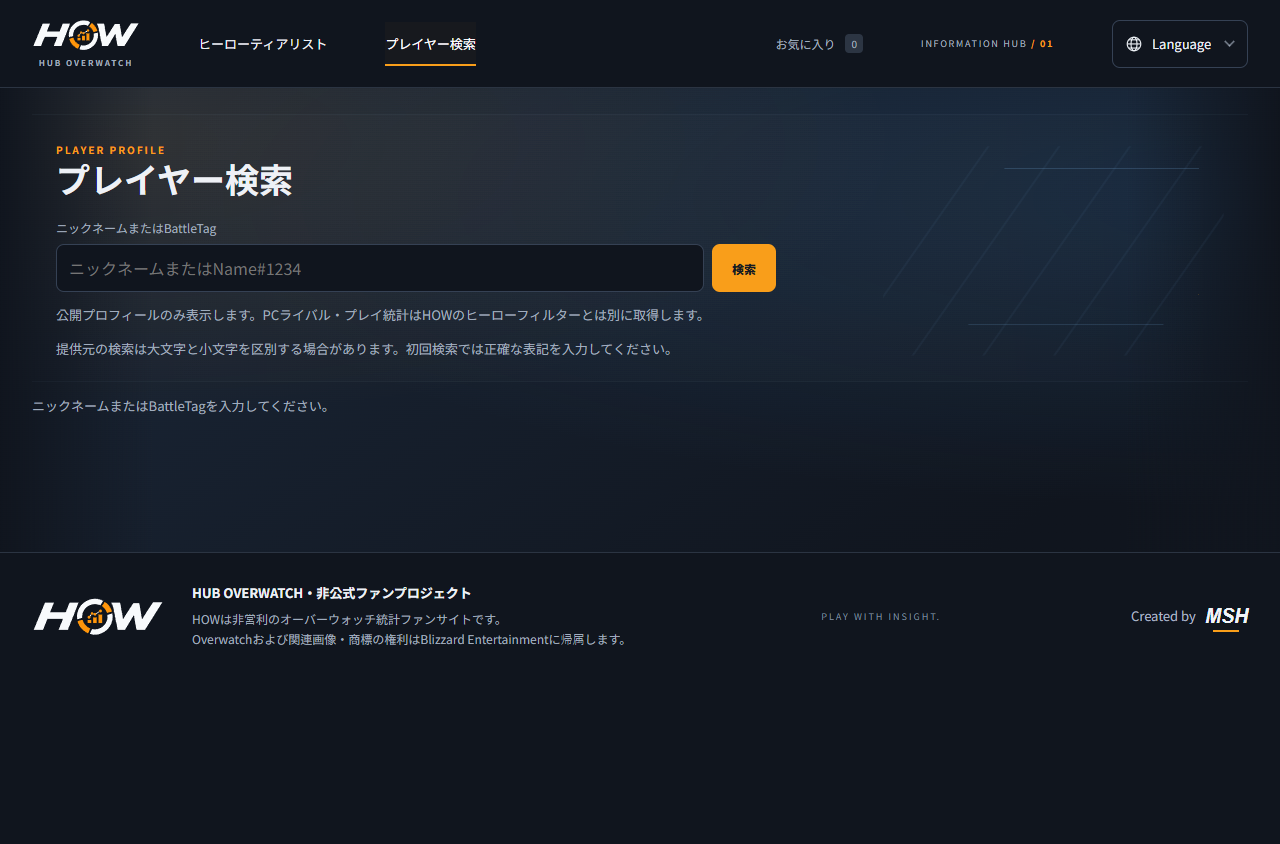 HOW
HUB OVERWATCH
ヒーローティアリスト
プレイヤー検索
お気に入り 0
INFORMATION HUB / 01
Language
PLAYER PROFILE
プレイヤー検索
ニックネームまたはBattleTag
ニックネームまたはName#1234
検索
公開プロフィールのみ表示します。PCライバル・プレイ統計はHOWのヒーローフィルターとは別に取得します。
提供元の検索は大文字と小文字を区別する場合があります。初回検索では正確な表記を入力してください。
ニックネームまたはBattleTagを入力してください。
HOW
HUB OVERWATCH・非公式ファンプロジェクト
HOWは非営利のオーバーウォッチ統計ファンサイトです。
Overwatchおよび関連画像・商標の権利はBlizzard Entertainmentに帰属します。
PLAY WITH INSIGHT.
Created by MSH